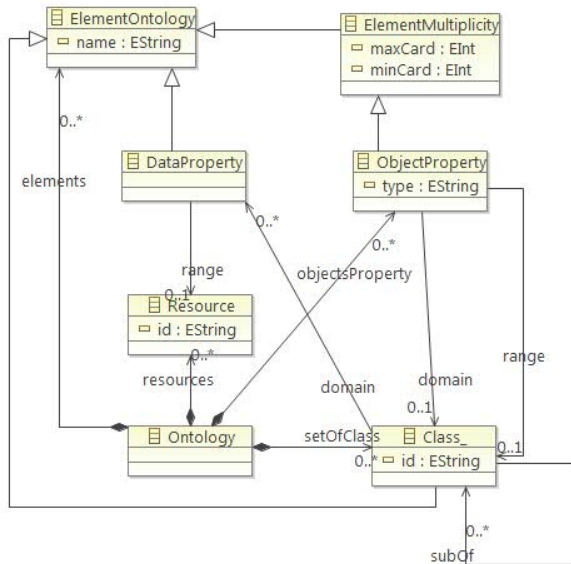 ElementOntology
name : EString
ElementMultiplicity
maxCard : EInt
minCard : EInt
0..*
DataProperty
ObjectProperty
type : EString
elements
0..*
0..*
range
objectsProperty
0..1
Resource
id : EString
0..*
range
resources
domain
domain
0..1
Ontology
setOfClass
Class_
0..1
0..*
id : EString
0..*
subOf